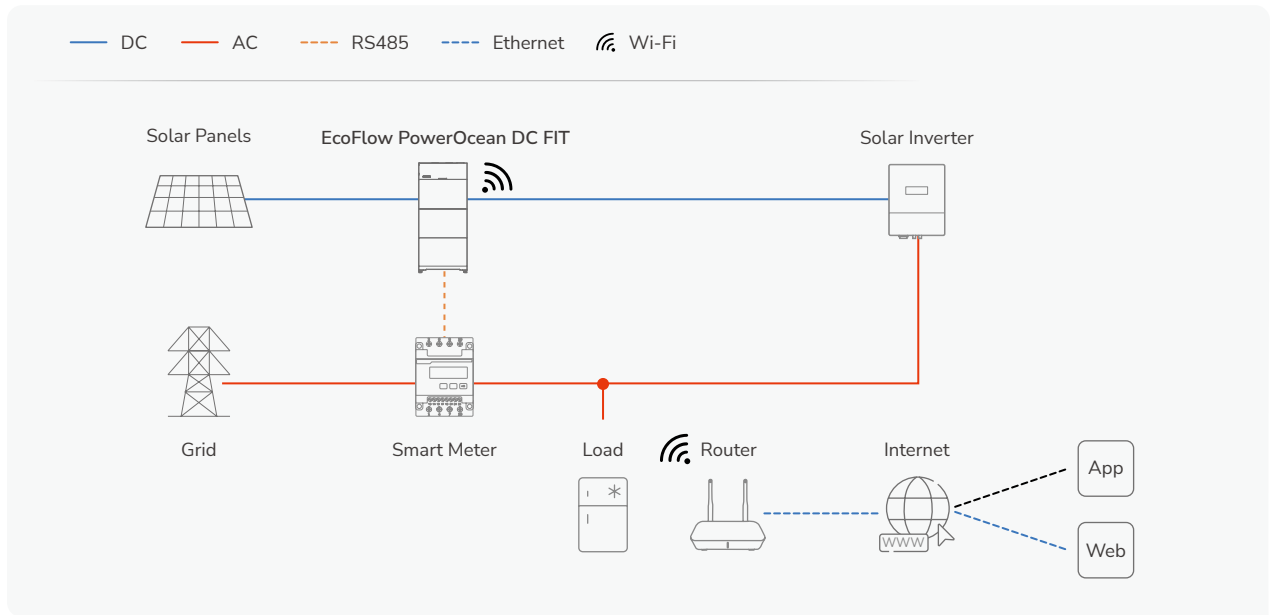 DC
AC
RS485
Ethernet
Wi-Fi
Solar Panels
EcoFlow PowerOcean DC FIT
Solar Inverter
Grid
Smart Meter
Load
Router
Internet
App
WWW
Web